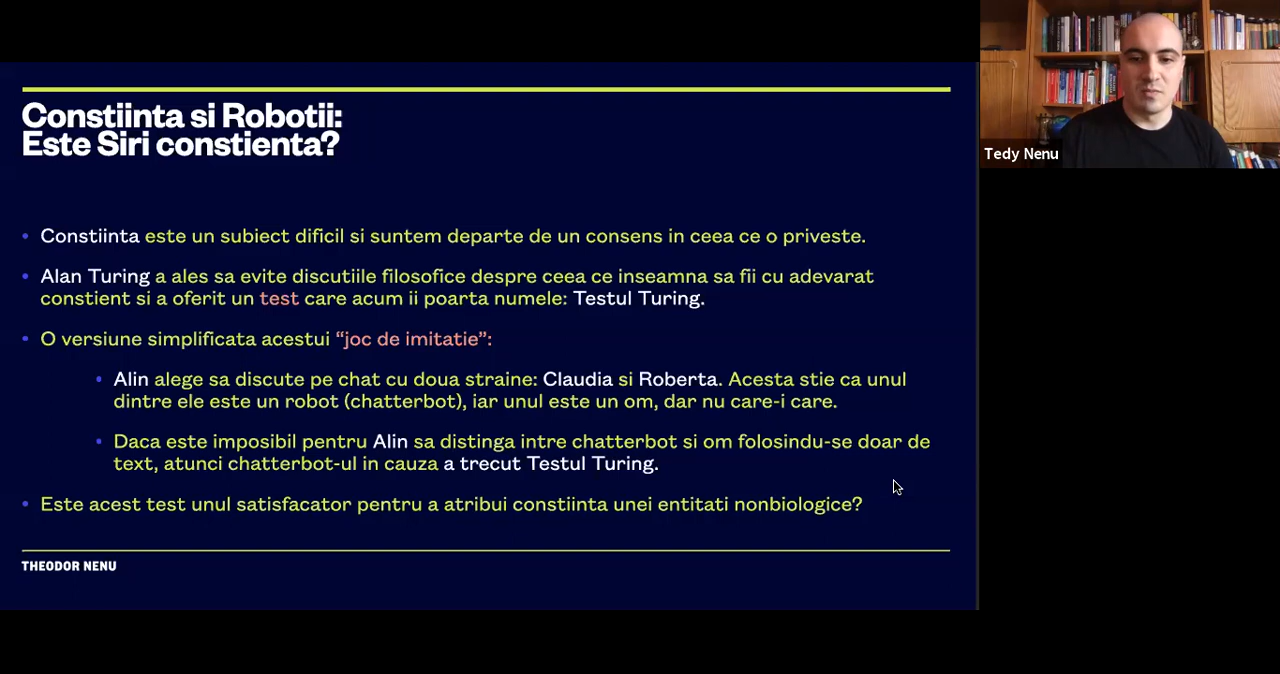 Constiinta si Robotii:
Este Siri constienta?
Tedy Nenu
Constiinta este un subiect dificil si suntem departe de un consens in ceea ce o priveste.
Alan Turing a ales sa evite discutiile filosofice despre ceea ce inseamna sa fii cu adevarat
constient si a oferit un test care acum ii poarta numele: Testul Turing.
O versiune simplificata acestui “joc de imitatie”:
Alin alege sa discute pe chat cu doua straine: Claudia si Roberta. Acesta stie ca unul
dintre ele este un robot (chatterbot), iar unul este un om, dar nu care-i care.
Daca este imposibil pentru Alin sa distinga intre chatterbot si om folosindu-se doar de
text, atunci chatterbot-ul in cauza a trecut Testul Turing.
Este acest test unul satisfacator pentru a atribui constiinta unei entitati nonbiologice?
THEODOR NENU